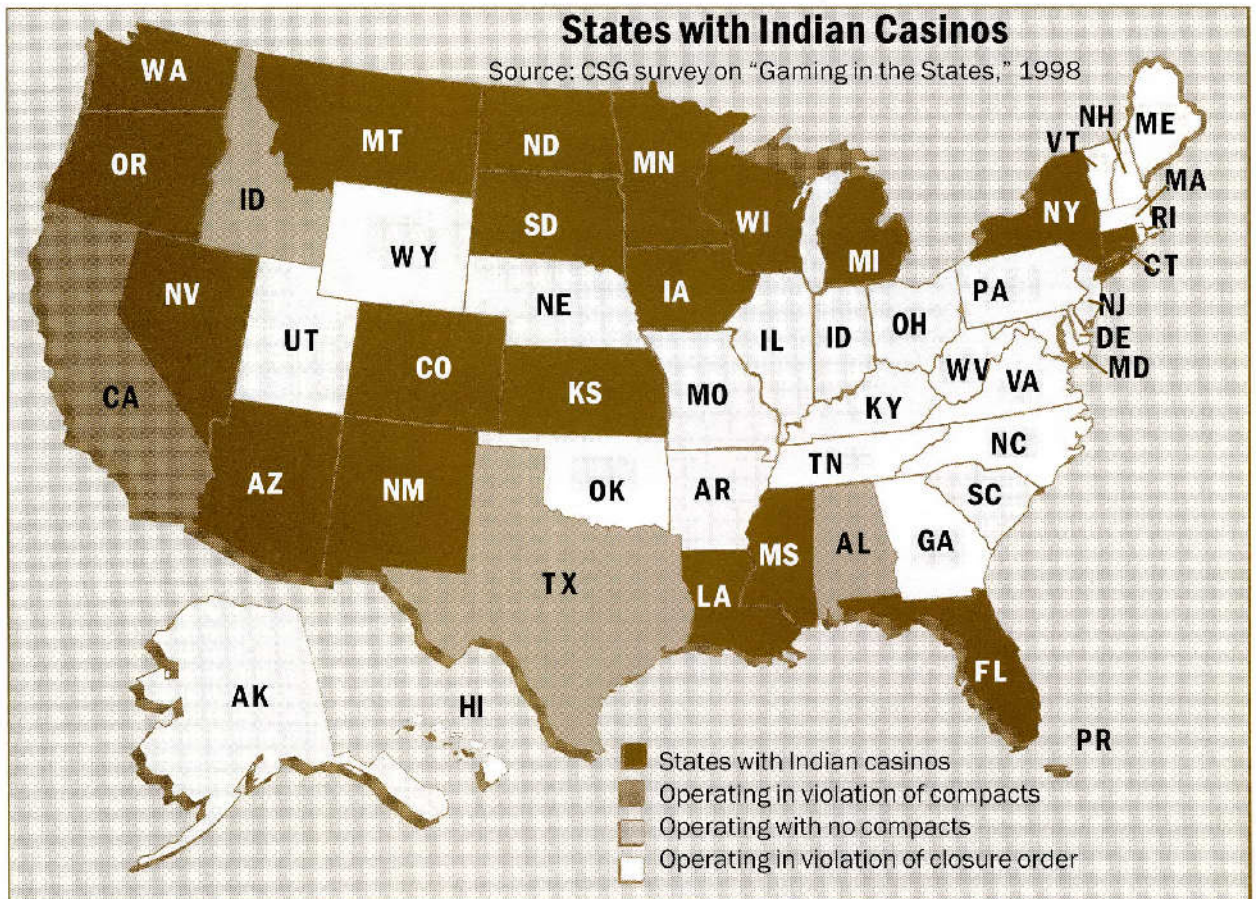 States with Indian Casinos
Source: CSG survey on "Gaming in the States," 1998
WA
MT
ND
MN
OR
ID
SD
WI
MI
NY
VT
NH
ME
MA
RI
CT
WY
NV
NE
IA
PA
NJ
DE
MD
UT
CO
IL
ID
OH
WV
VA
CA
KS
MO
KY
NC
TN
AZ
NM
OK
AR
SC
MS
AL
GA
TX
LA
FL
AK
HI
PR
States with Indian casinos
Operating in violation of compacts
Operating with no compacts
Operating in violation of closure order